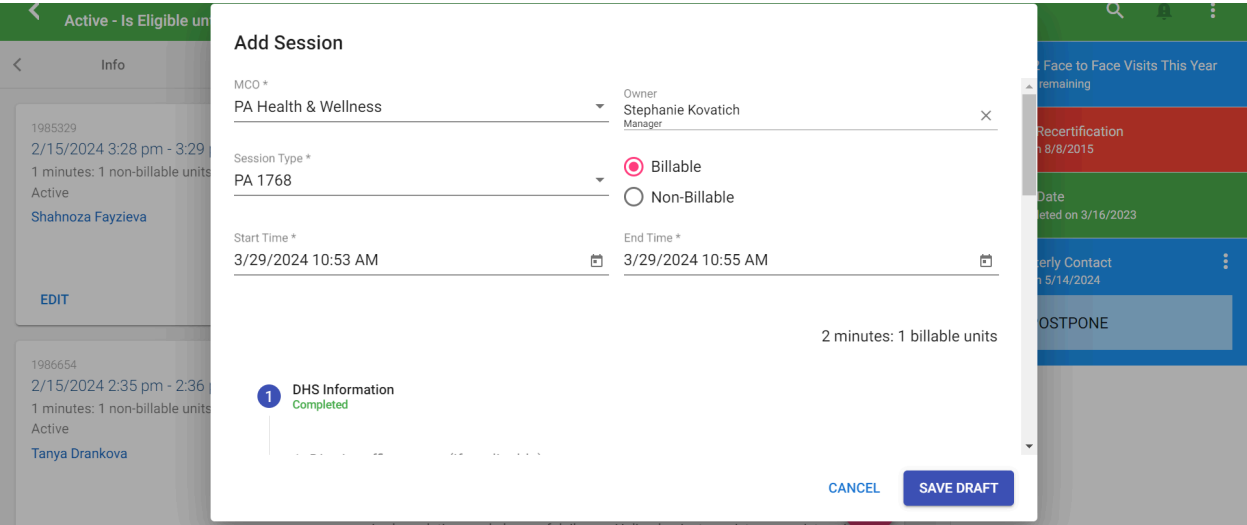 Active - Is Eligible un
Info
1985329
2/15/2024 3:28 pm - 3:29
1 minutes: 1 non-billable units
Active
Shahnoza Fayzieva
EDIT
1986654
2/15/2024 2:35 pm - 2:36
1 minutes: 1 non-billable units
Active
Tanya Drankova
Add Session
MCO *
PA Health & Wellness
Owner
Stephanie Kovatich
Manager
Session Type *
PA 1768
Billable
Non-Billable
Start Time *
3/29/2024 10:53 AM
End Time *
3/29/2024 10:55 AM
2 minutes: 1 billable units
1 DHS Information
Completed
CANCEL
SAVE DRAFT
Face to Face Visits This Year
remaining
Recertification
8/8/2015
Date
eted on 3/16/2023
erly Contact
5/14/2024
OSTPONE